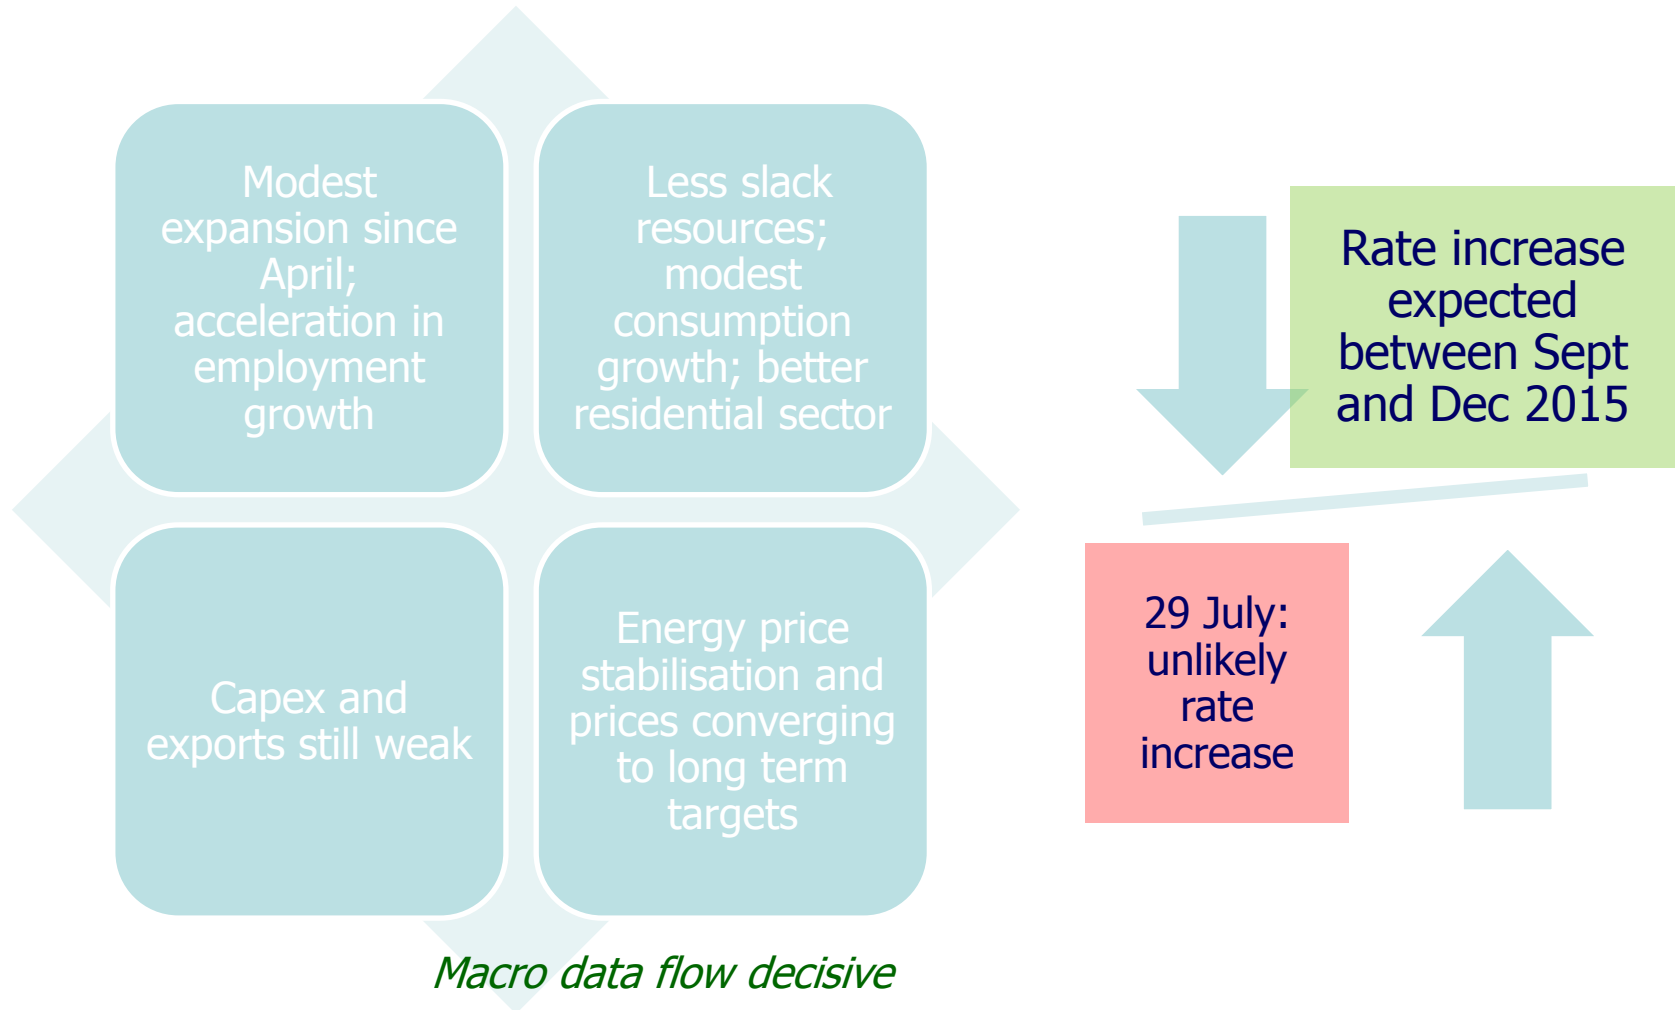 Modest
expansion since
April;
acceleration in
employment
growth
Less slack
resources;
modest
consumption
growth; better
residential sector
Capex and
exports still weak
Energy price
stabilisation and
prices converging
to long term
targets
Rate increase
expected
between Sept
and Dec 2015
29 July:
unlikely
rate
increase
Macro data flow decisive